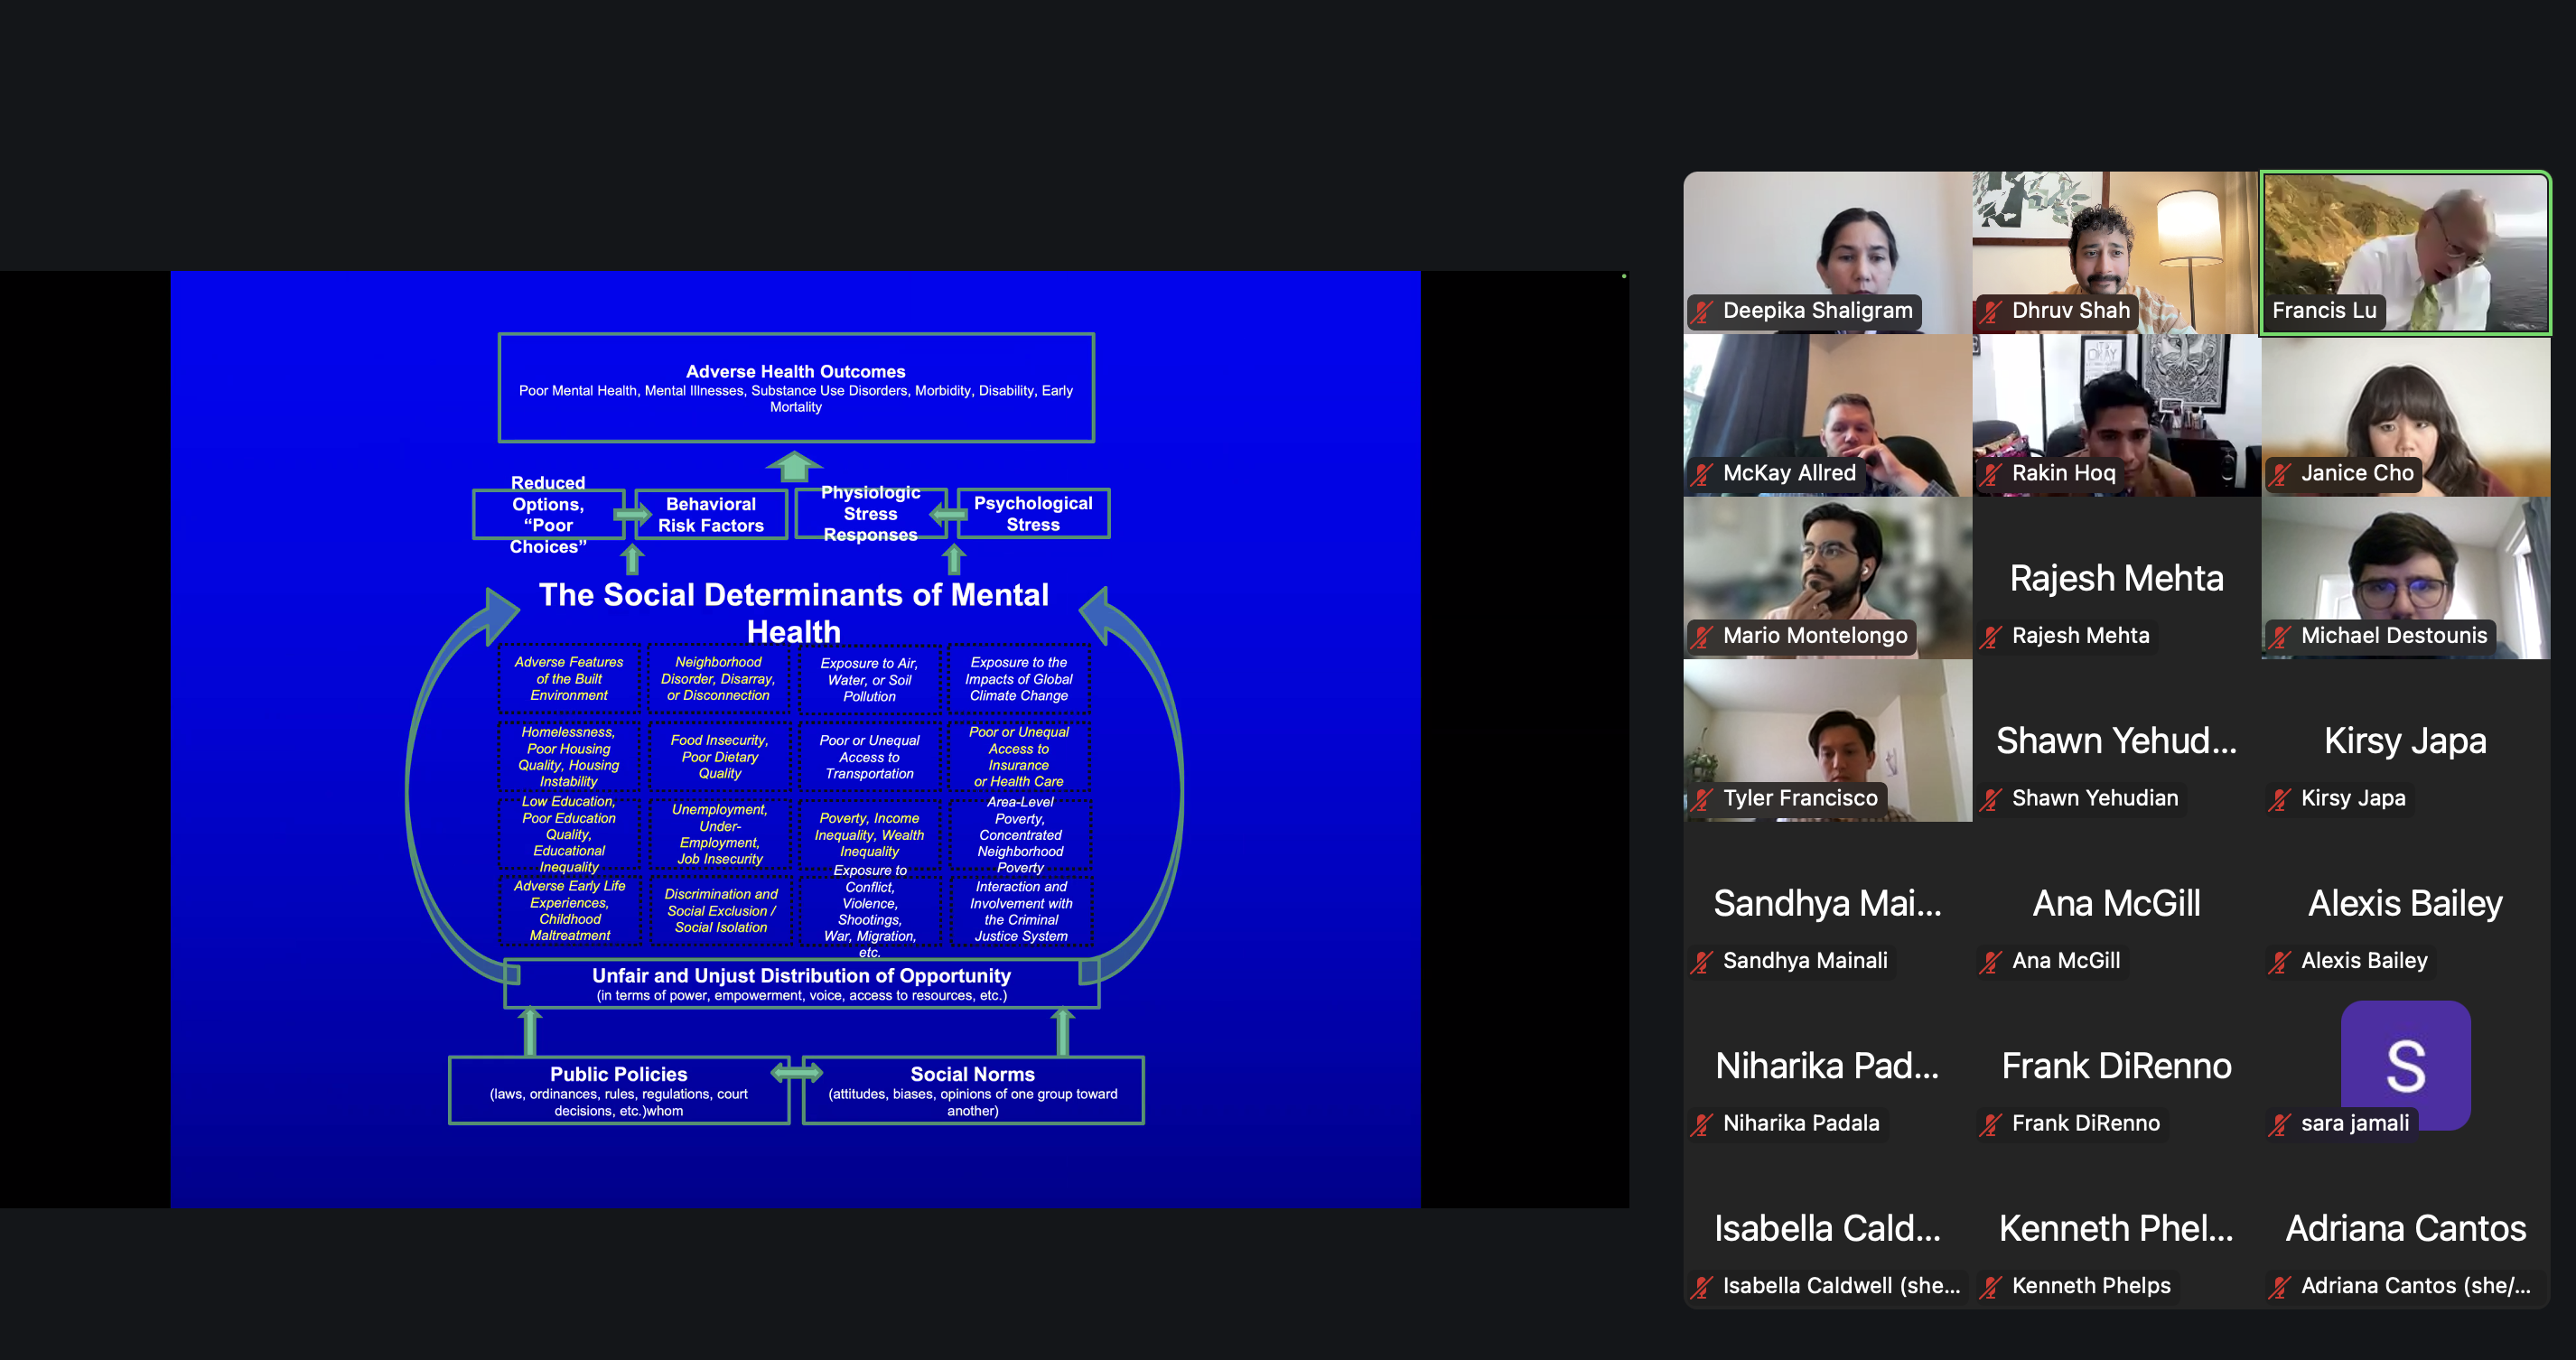 Adverse Health Outcomes
Poor Mental Health, Mental Illnesses, Substance Use Disorders, Morbidity, Disability, Early
Mortality
Reduced
Options,
“Poor
Choices”
Behavioral
Risk Factors
Physiologic
Stress
Responses
Psychological
Stress
The Social Determinants of Mental
Health
Adverse Features
of the Built
Environment
Neighborhood
Disorder, Disarray,
or Disconnection
Exposure to Air,
Water, or Soil
Pollution
Exposure to the
Impacts of Global
Climate Change
Homelessness,
Poor Housing
Quality, Housing
Instability
Food Insecurity,
Poor Dietary
Quality
Poor or Unequal
Access to
Transportation
Poor or Unequal
Access to
Insurance
or Health Care
Low Education,
Poor Education
Quality,
Educational
Inequality
Unemployment,
Under-
Employment,
Job Insecurity
Poverty, Income
Inequality, Wealth
Inequality
Area-Level
Poverty,
Concentrated
Neighborhood
Poverty
Adverse Early Life
Experiences,
Childhood
Maltreatment
Discrimination and
Social Exclusion /
Social Isolation
Exposure to
Conflict,
Violence,
Shootings,
War, Migration,
etc.
Interaction and
Involvement with
the Criminal
Justice System
Unfair and Unjust Distribution of Opportunity
(in terms of power, empowerment, voice, access to resources, etc.)
Public Policies
(laws, ordinances, rules, regulations, court
decisions, etc.)whom
Social Norms
(attitudes, biases, opinions of one group toward
another)
Deepika Shaligram
Dhruv Shah
Francis Lu
McKay Allred
Rakin Hoq
Janice Cho
Mario Montelongo
Rajesh Mehta
Rajesh Mehta
Michael Destounis
Tyler Francisco
Shawn Yehud...
Shawn Yehudian
Kirsy Japa
Kirsy Japa
Sandhya Mai...
Sandhya Mainali
Ana McGill
Ana McGill
Alexis Bailey
Alexis Bailey
Niharika Pad...
Niharika Padala
Frank DiRenno
Frank DiRenno
S
sara jamali
Isabella Cald...
Isabella Caldwell (she...
Kenneth Phel...
Kenneth Phelps
Adriana Cantos
Adriana Cantos (she/...